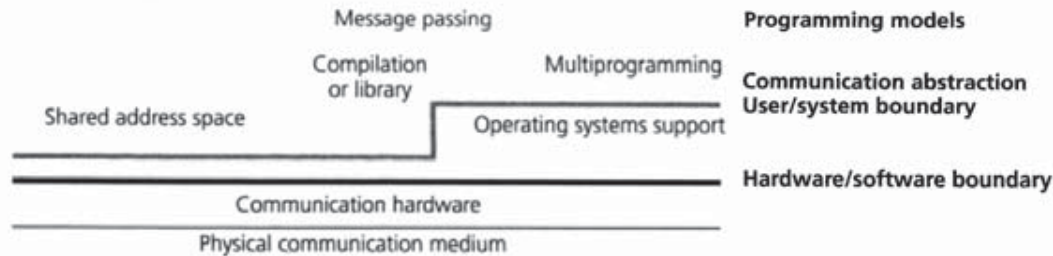 Message passing
Programming models
Compilation
or library
Multiprogramming
Communication abstraction
User/system boundary
Shared address space
Operating systems support
Hardware/software boundary
Communication hardware
Physical communication medium